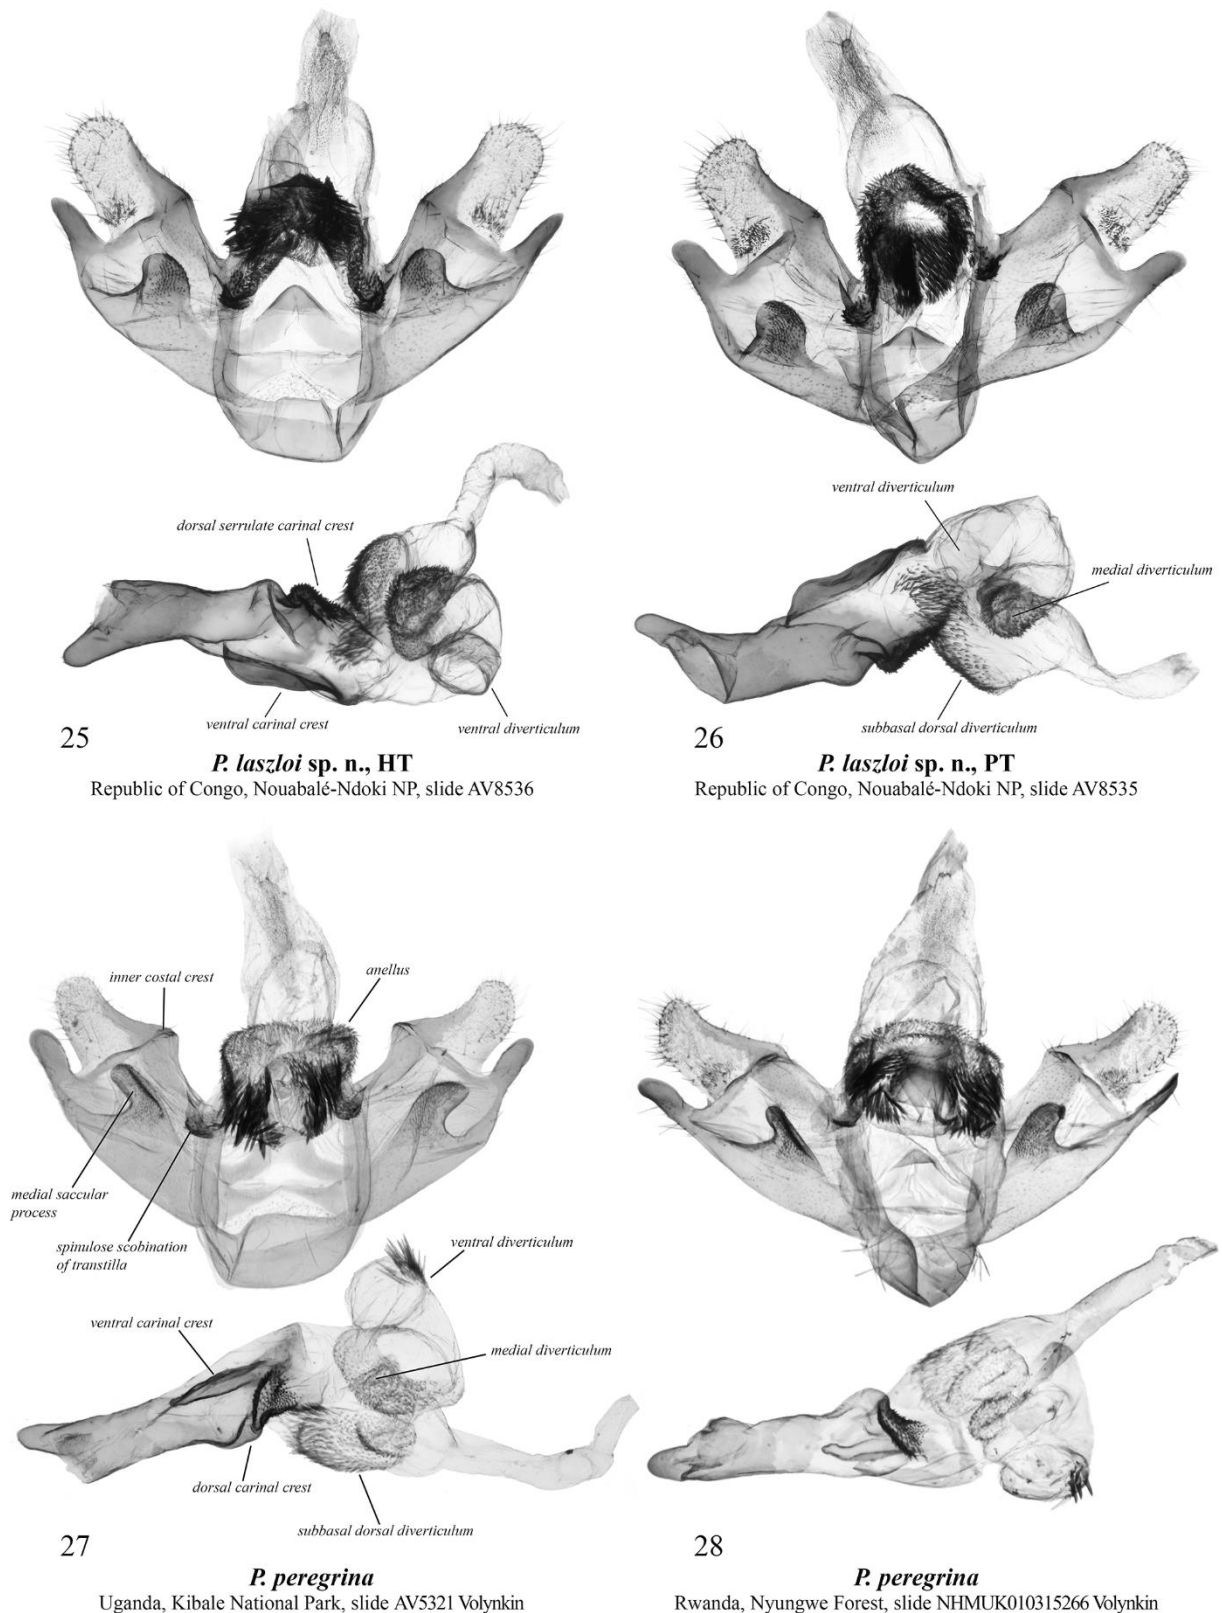 dorsal serrulate carinal crest
ventral carinal crest
ventral diverticulum
25
P. laszloi sp. n., HT
Republic of Congo, Nouabalé-Ndoki NP, slide AV8536
ventral diverticulum
medial diverticulum
subbasal dorsal diverticulum
26
P. laszloi sp. n., PT
Republic of Congo, Nouabalé-Ndoki NP, slide AV8535
inner costal crest
anellus
medial saccular
process
spinulose scobination
of transtilla
ventral diverticulum
ventral carinal crest
medial diverticulum
dorsal carinal crest
subbasal dorsal diverticulum
27
P. peregrina
Uganda, Kibale National Park, slide AV5321 Volynkin
28
P. peregrina
Rwanda, Nyungwe Forest, slide NHMUK010315266 Volynkin